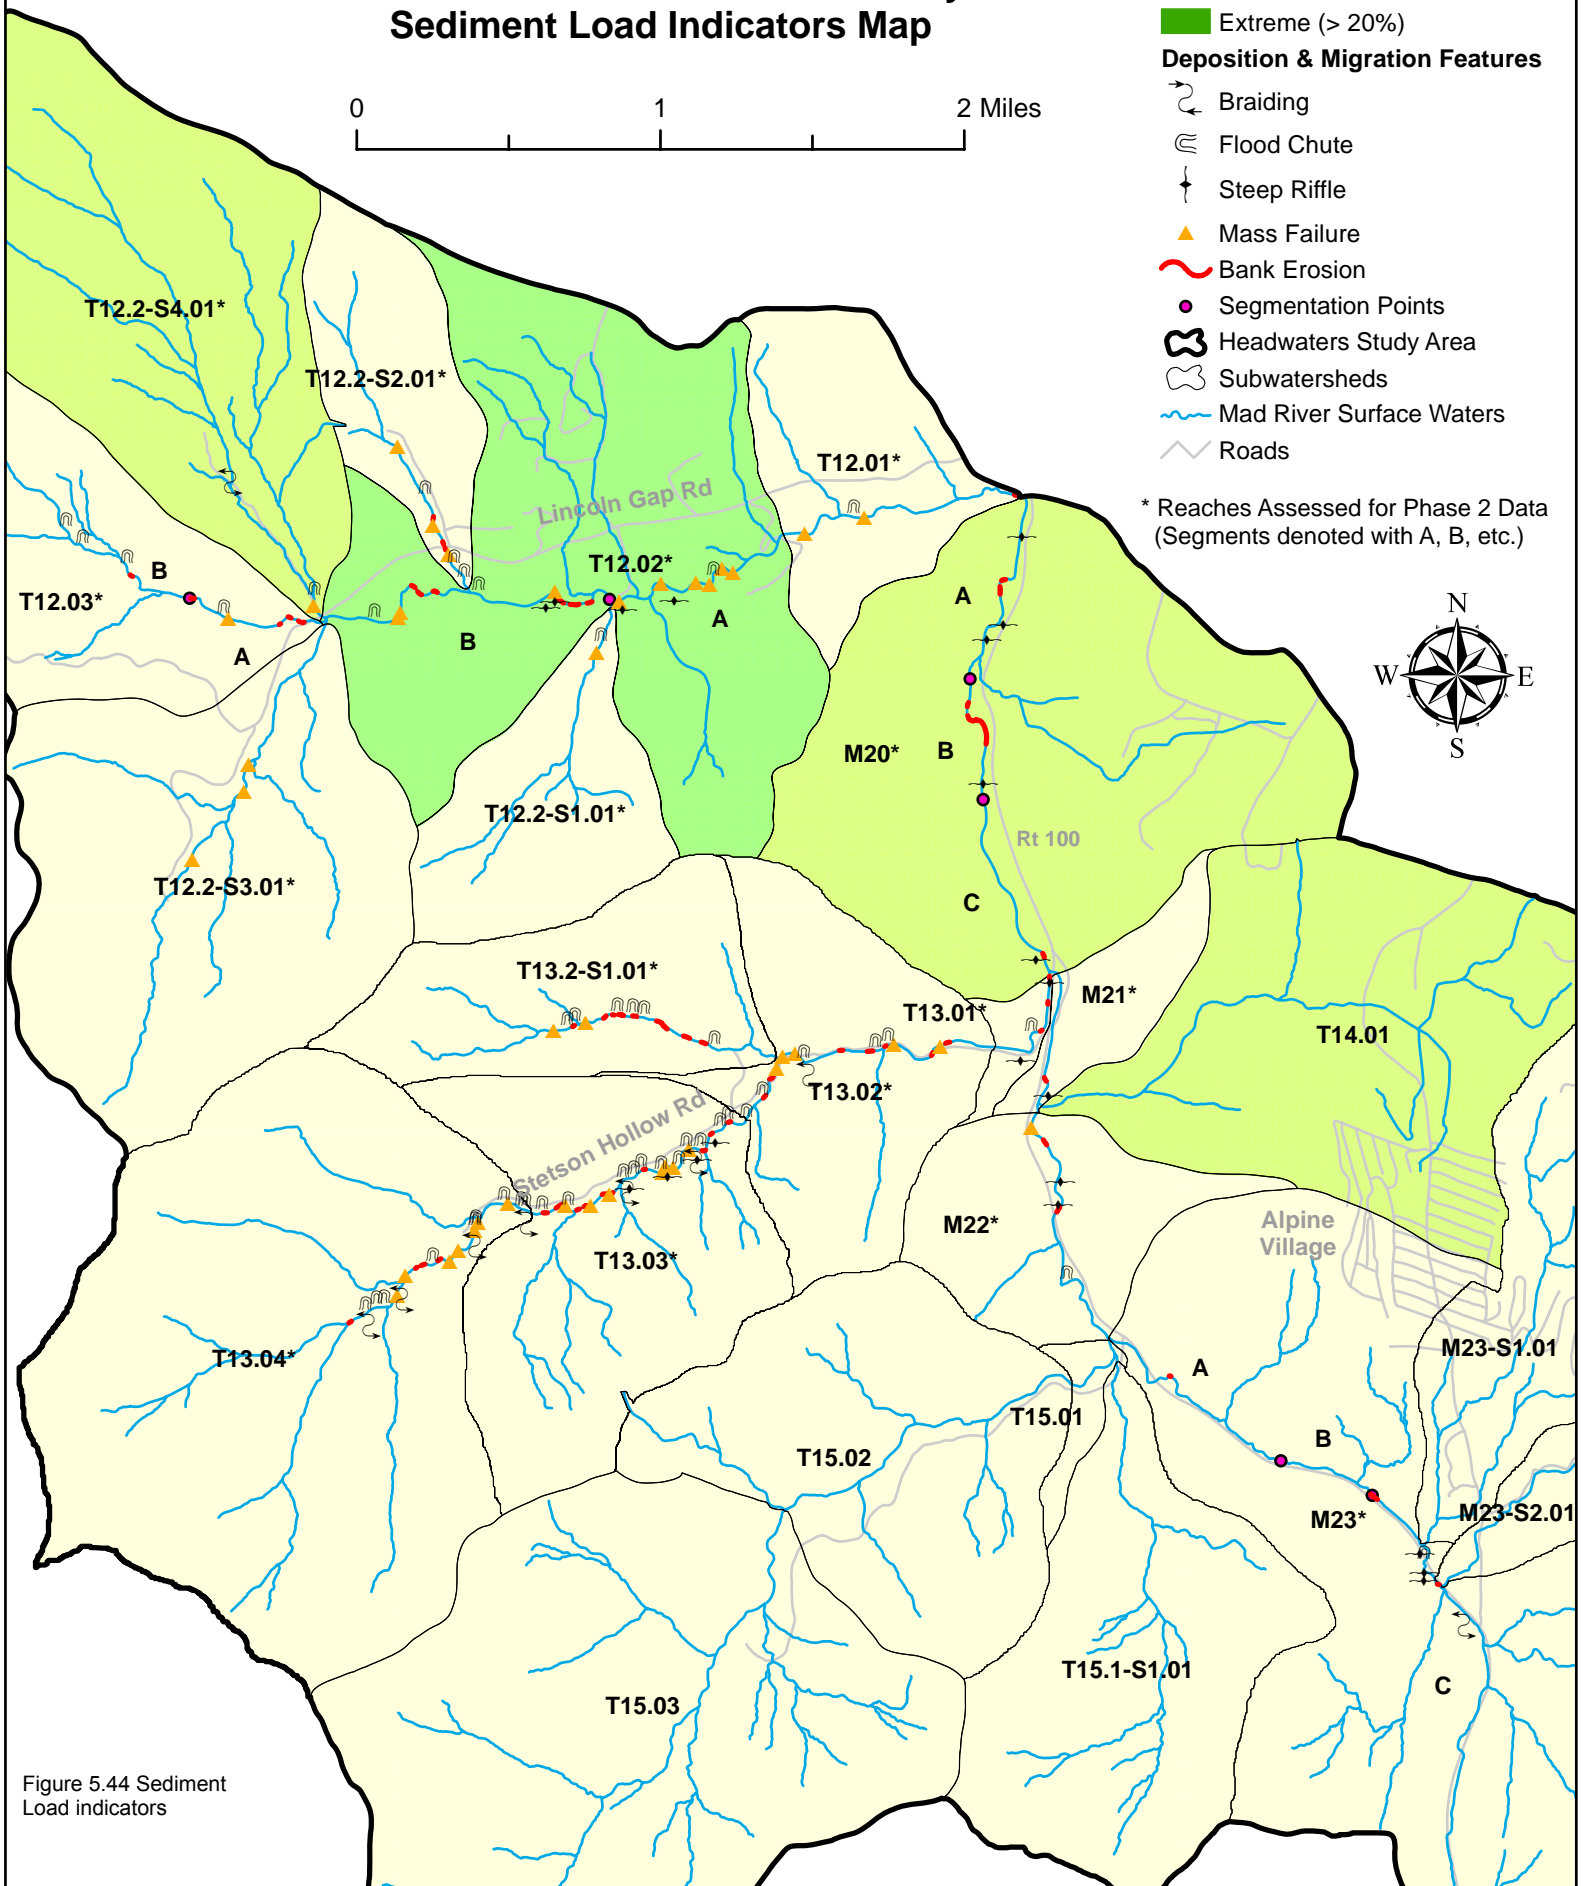 Sediment Load Indicators Map
Extreme (> 20%)
Deposition & Migration Features
Braiding
Flood Chute
Steep Riffle
Mass Failure
Bank Erosion
Segmentation Points
Headwaters Study Area
Subwatersheds
Mad River Surface Waters
Roads
* Reaches Assessed for Phase 2 Data
(Segments denoted with A, B, etc.)
0 1 2 Miles
N
W E
S
T12.2-S4.01*
T12.2-S2.01*
T12.01*
Lincoln Gap Rd
T12.02*
B
T12.03*
A
B
A
A
M20*
B
Rt 100
C
T12.2-S1.01*
T12.2-S3.01*
T13.2-S1.01*
T13.01*
M21*
T14.01
T13.02*
Stetson Hollow Rd
T13.03*
M22*
Alpine
Village
T13.04*
M23-S1.01
A
T15.01
B
T15.02
M23*
M23-S2.01
T15.1-S1.01
C
T15.03
Figure 5.44 Sediment
Load indicators